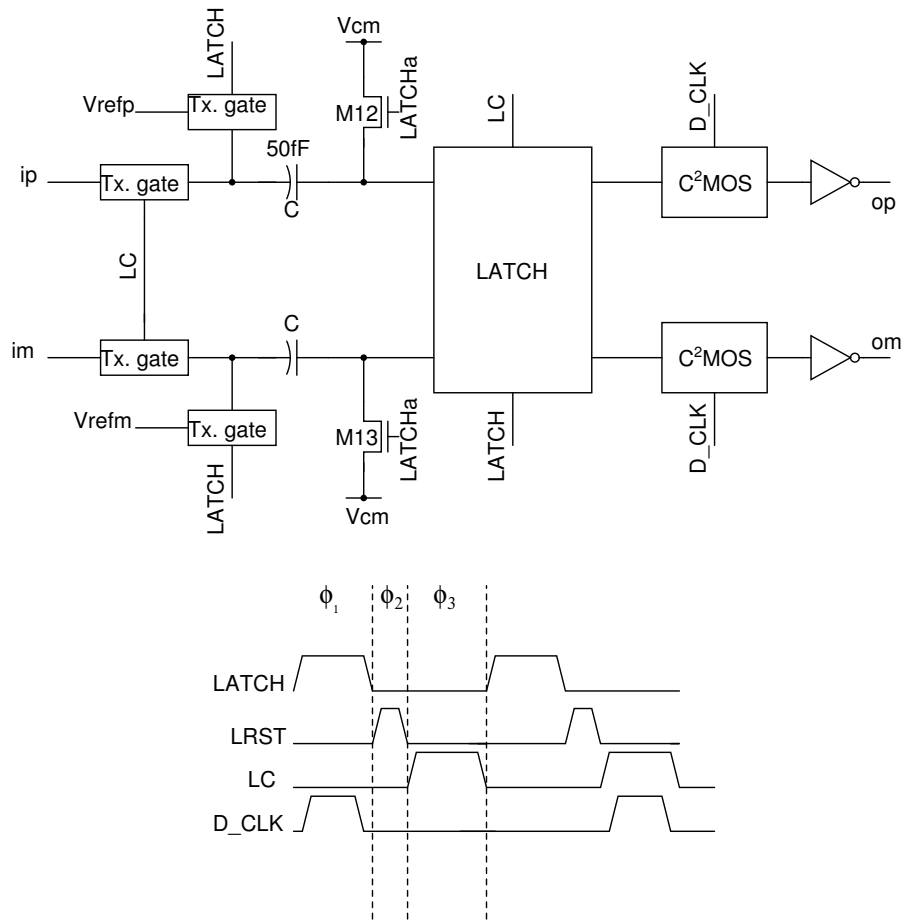 Vcm
LATCH
Vrefp
Tx. gate
M12
LATCHa
LC
D_CLK
50fF
ip
Tx. gate
C
C²MOS
op
LC
LATCH
im
Tx. gate
C
C²MOS
om
Vrefm
Tx. gate
M13
LATCHa
LATCH
D_CLK
LATCH
Vcm
ϕ₁ ϕ₂ ϕ₃
LATCH
LRST
LC
D_CLK